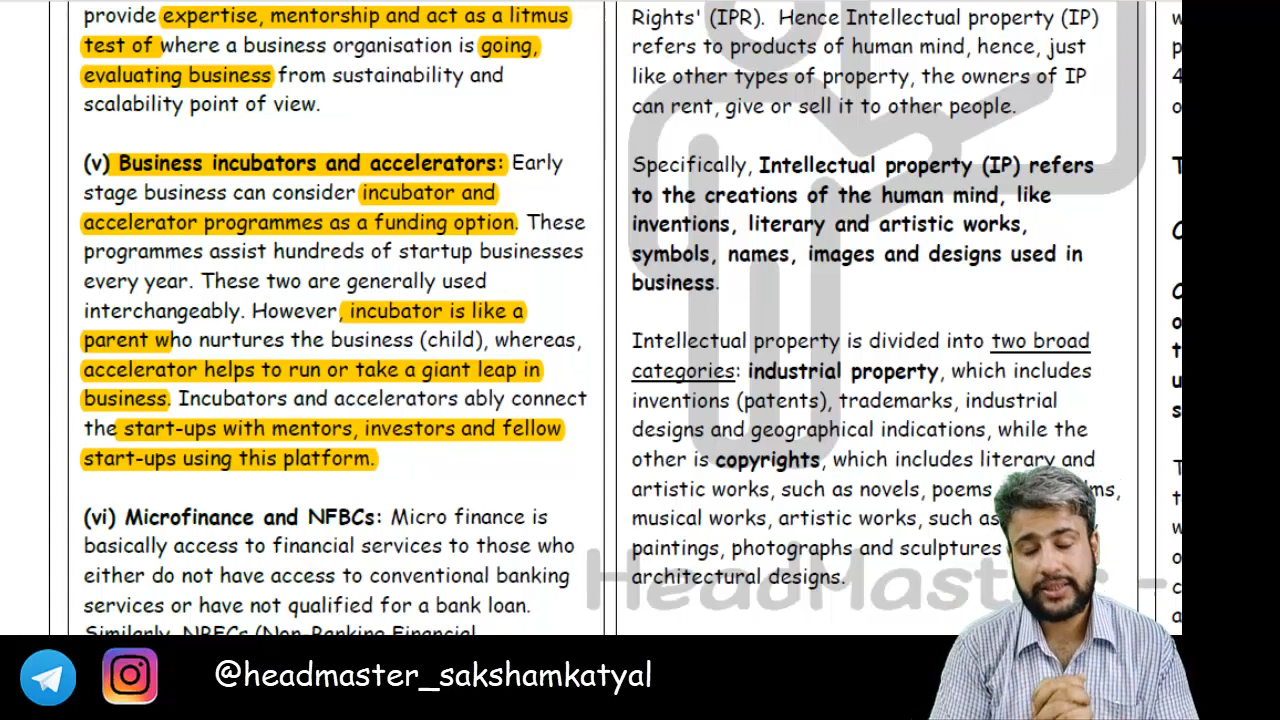 provide expertise, mentorship and act as a litmus
test of where a business organisation is going,
evaluating business from sustainability and
scalability point of view.
(v) Business incubators and accelerators: Early
stage business can consider incubator and
accelerator programmes as a funding option. These
programmes assist hundreds of startup businesses
every year. These two are generally used
interchangeably. However, incubator is like a
parent who nurtures the business (child), whereas,
accelerator helps to run or take a giant leap in
business. Incubators and accelerators ably connect
the start-ups with mentors, investors and fellow
start-ups using this platform.
(vi) Microfinance and NFBCs: Micro finance is
basically access to financial services to those who
either do not have access to conventional banking
services or have not qualified for a bank loan.
Similarly, NBFCs (Non-Banking Financial
Rights' (IPR). Hence Intellectual property (IP)
refers to products of human mind, hence, just
like other types of property, the owners of IP
can rent, give or sell it to other people.
Specifically, Intellectual property (IP) refers
to the creations of the human mind, like
inventions, literary and artistic works,
symbols, names, images and designs used in
business.
Intellectual property is divided into two broad
categories: industrial property, which includes
inventions (patents), trademarks, industrial
designs and geographical indications, while the
other is copyrights, which includes literary and
artistic works, such as novels, poems
musical works, artistic works, such as
paintings, photographs and sculptures
architectural designs.
HeadMaster -
@headmaster_sakshamkatyal